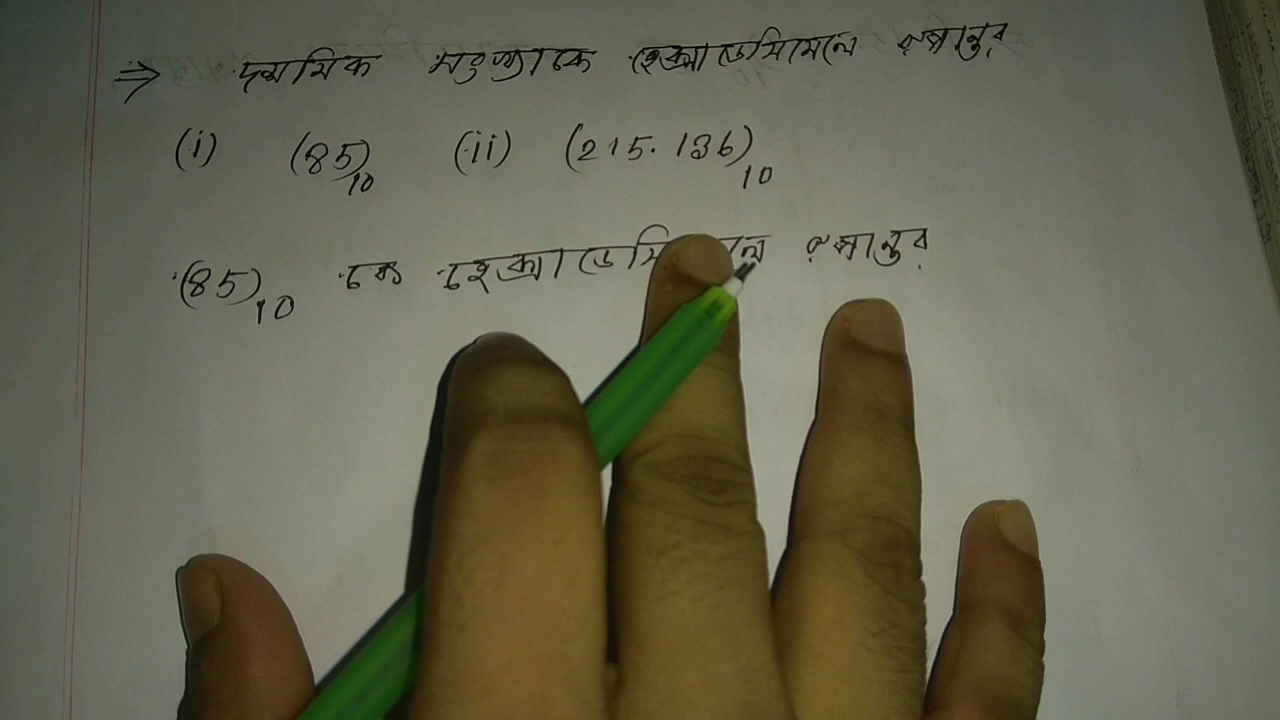 ⇒ দশমিক সংখ্যাকে হেক্সাডেসিমেলে রূপান্তর
(i) (85)₁₀ (ii) (215.136)₁₀
(85)₁₀ কে হেক্সাডেসি লে রূপান্তর